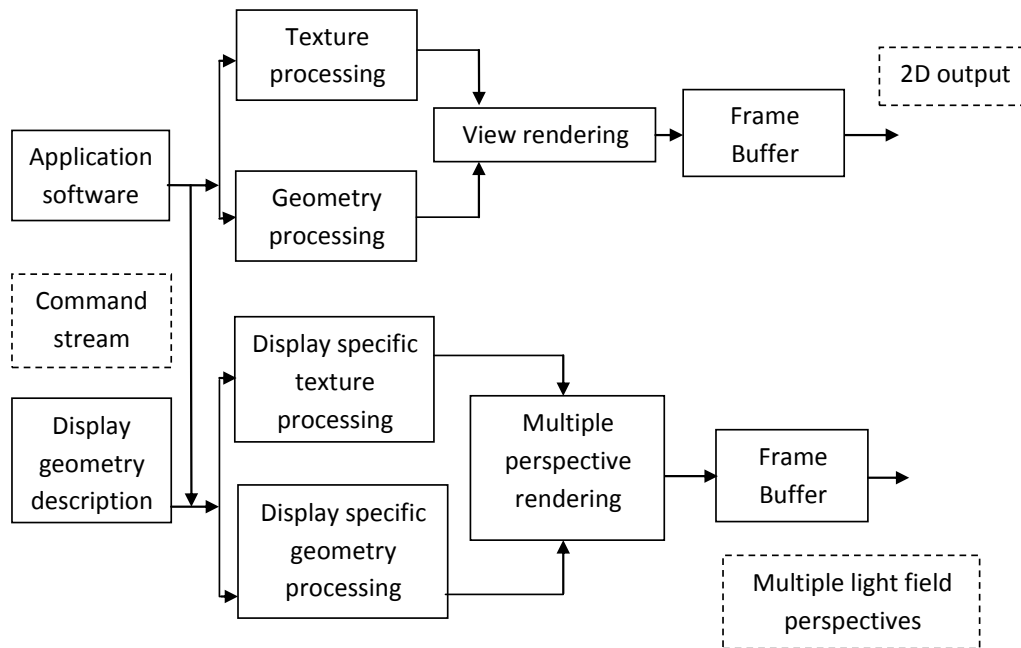 Texture
processing
2D output
View rendering
Frame
Buffer
Application
software
Geometry
processing
Command
stream
Display specific
texture
processing
Display
geometry
description
Multiple
perspective
rendering
Frame
Buffer
Display specific
geometry
processing
Multiple light field
perspectives